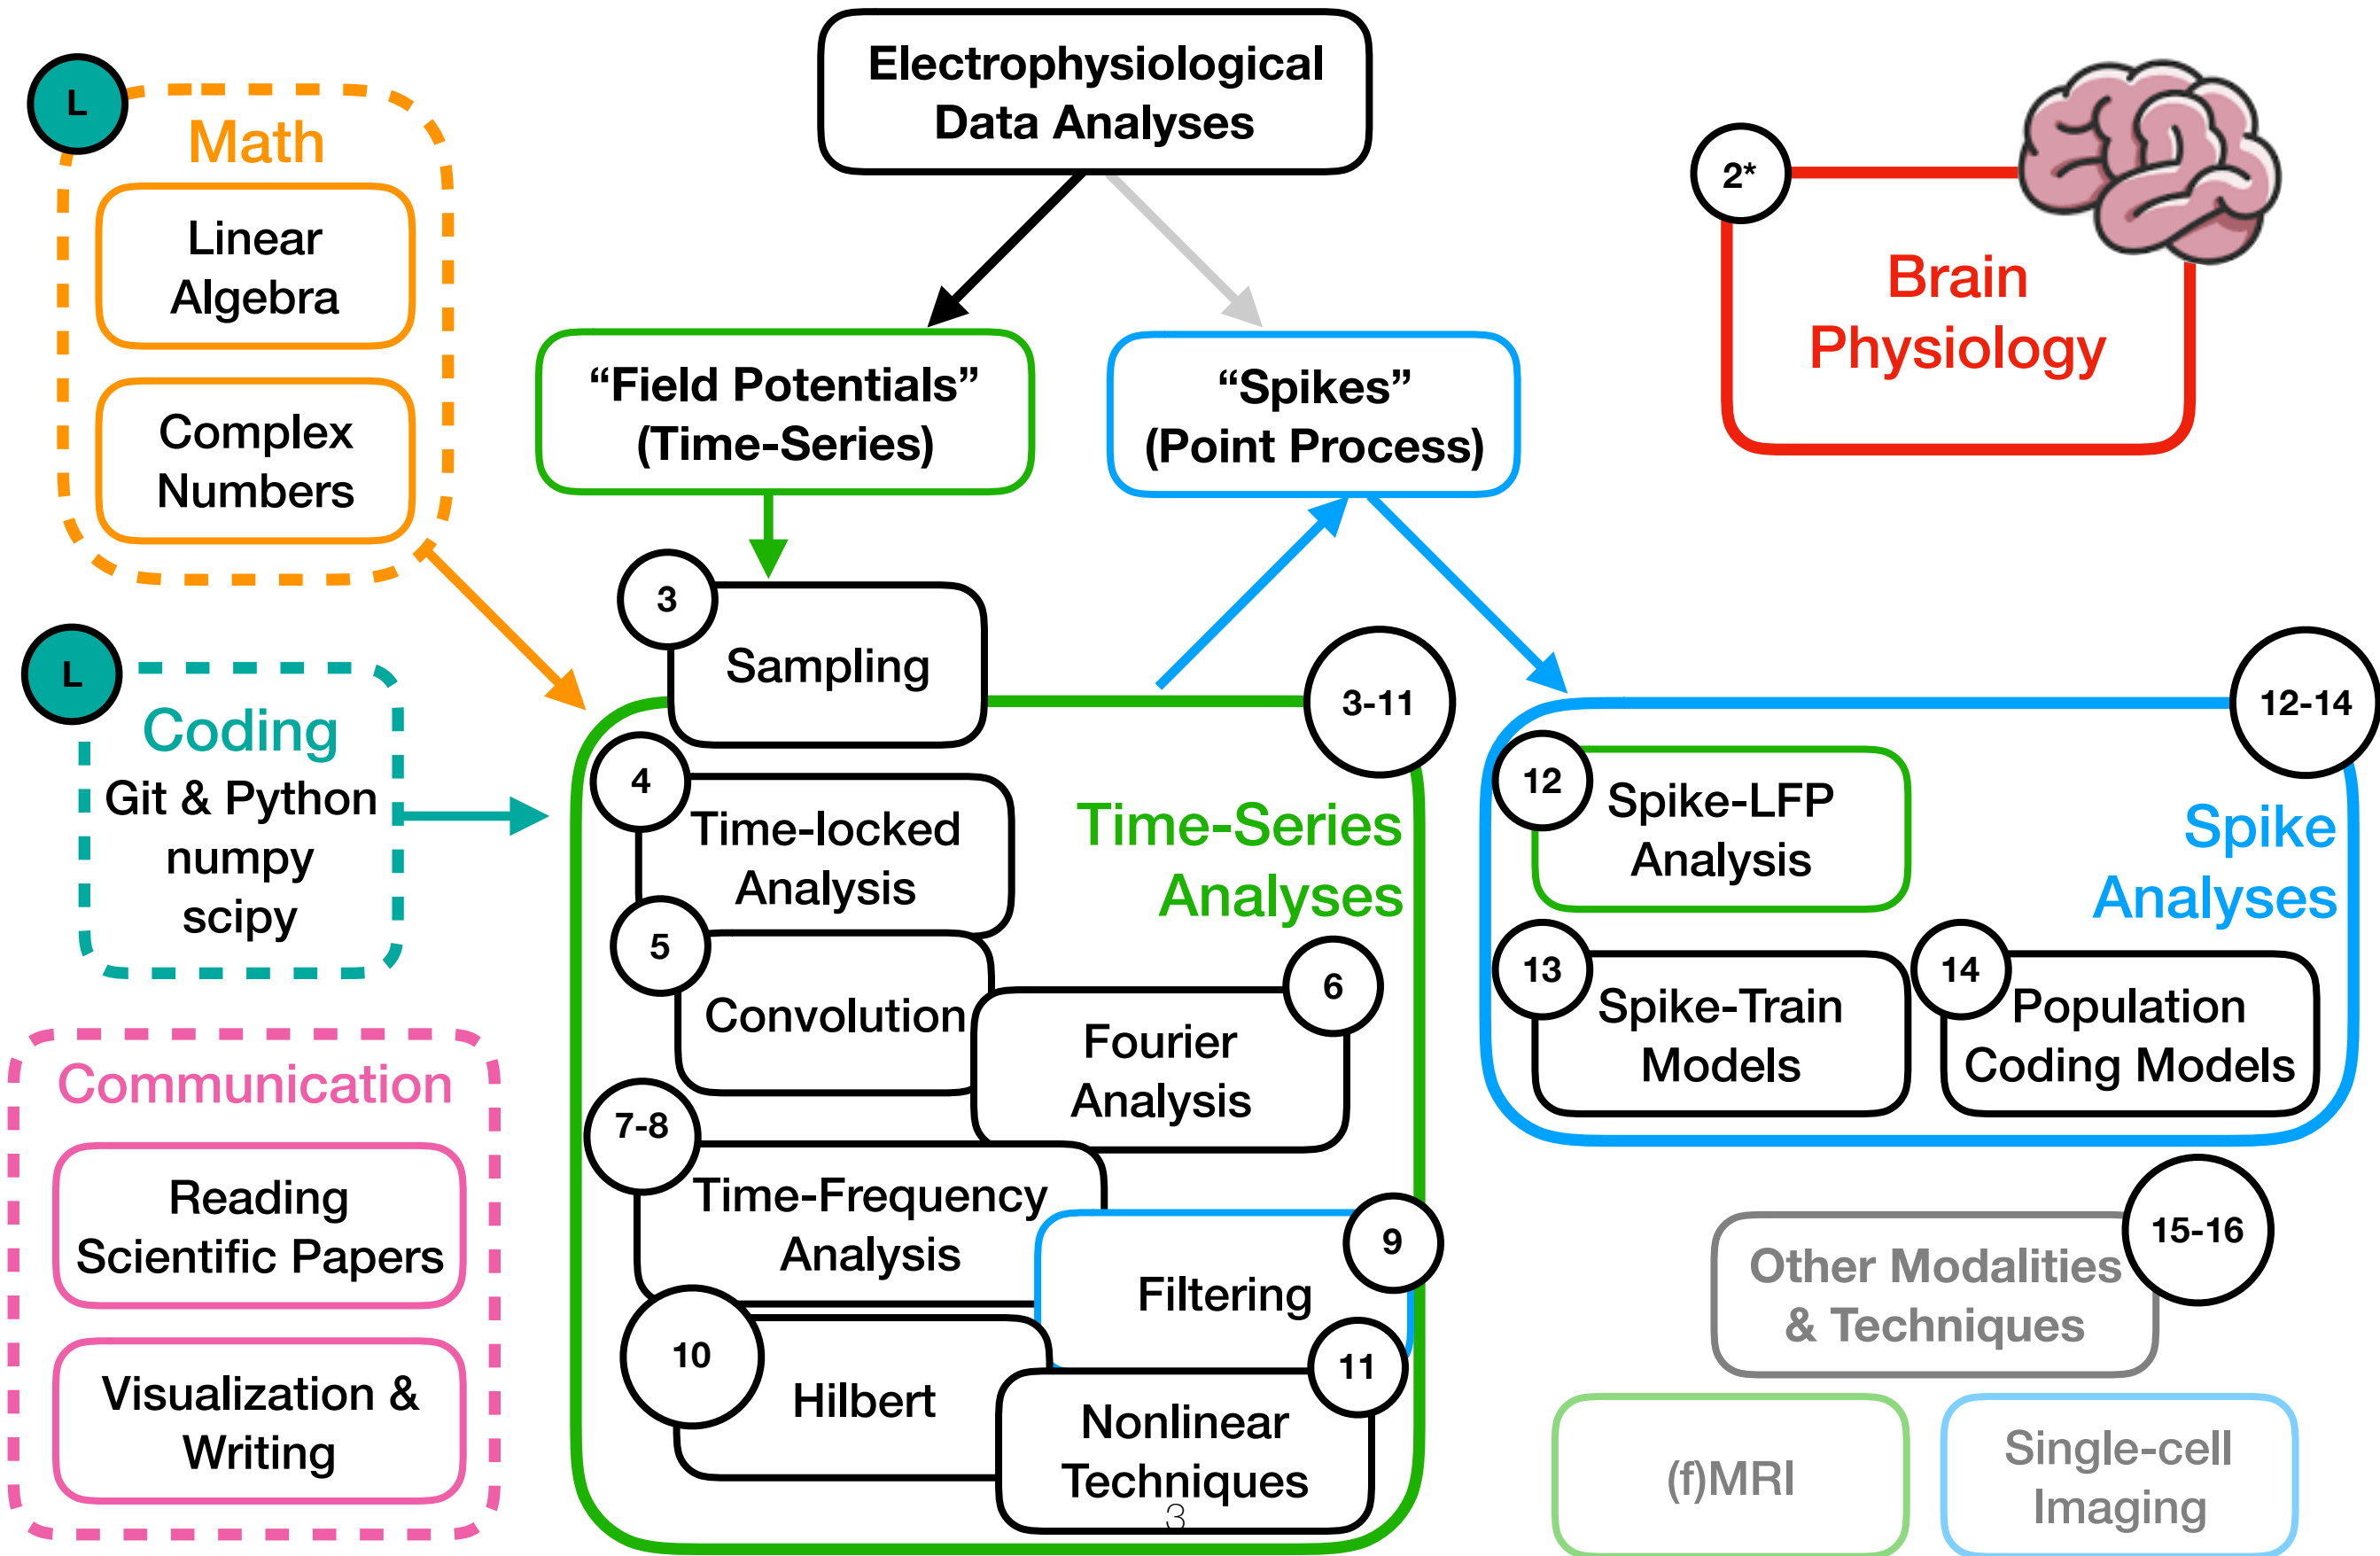 Electrophysiological
Data Analyses
L
Math
Linear
Algebra
Complex
Numbers
2*
Brain
Physiology
“Field Potentials”
(Time-Series)
“Spikes”
(Point Process)
L
Coding
Git & Python
numpy
scipy
Communication
Reading
Scientific Papers
Visualization &
Writing
3
Sampling
3-11
Time-Series
Analyses
4
Time-locked
Analysis
5
Convolution
6
Fourier
Analysis
7-8
Time-Frequency
Analysis
9
Filtering
10
Hilbert
11
Nonlinear
Techniques
3
12-14
Spike
Analyses
12
Spike-LFP
Analysis
13
Spike-Train
Models
14
Population
Coding Models
15-16
Other Modalities
& Techniques
(f)MRI
Single-cell
Imaging